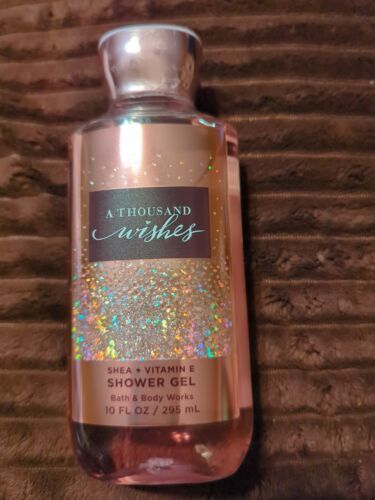 A THOUSAND
wishes
SHEA + VITAMIN E
SHOWER GEL
Bath & Body Works
10 FL OZ / 295 mL